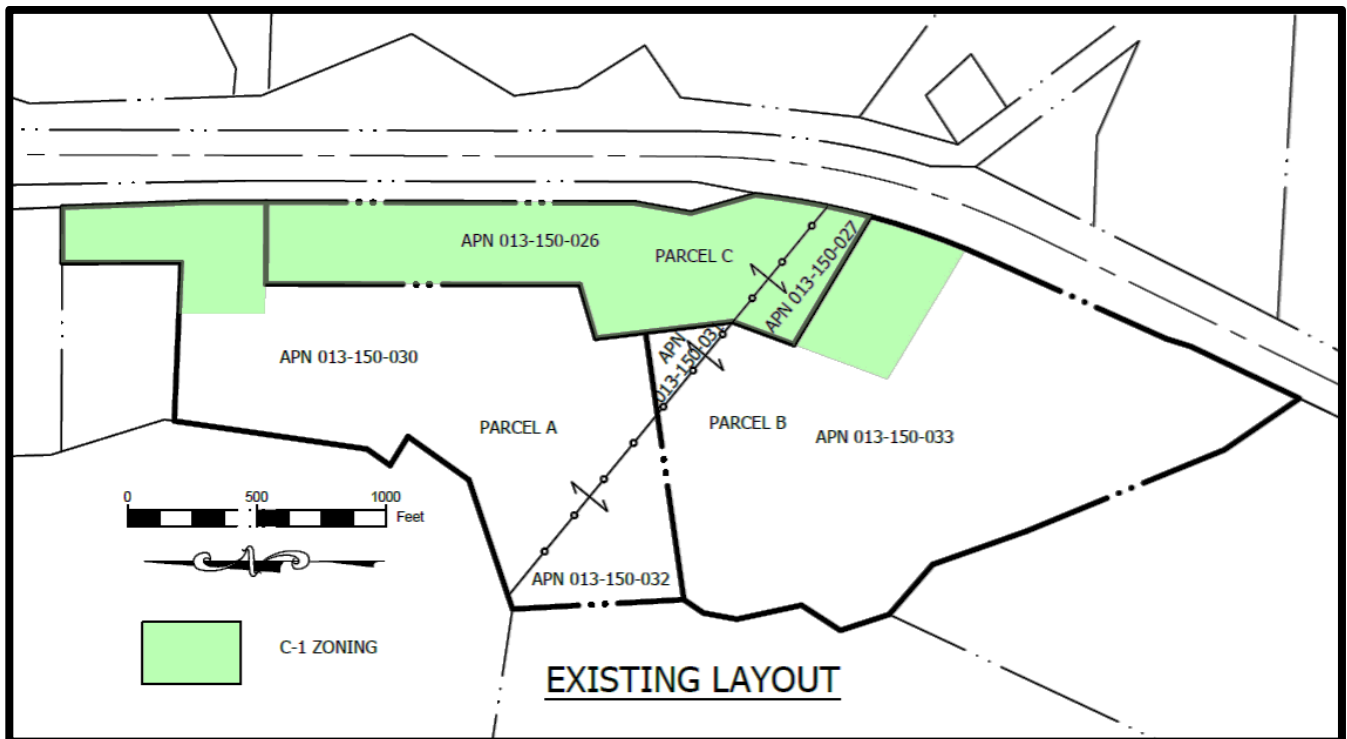 APN 013-150-026
PARCEL C
APN 013-150-027
APN
013-150-031
APN 013-150-030
PARCEL A
PARCEL B
APN 013-150-033
0 500 1000
Feet
APN 013-150-032
C-1 ZONING
EXISTING LAYOUT